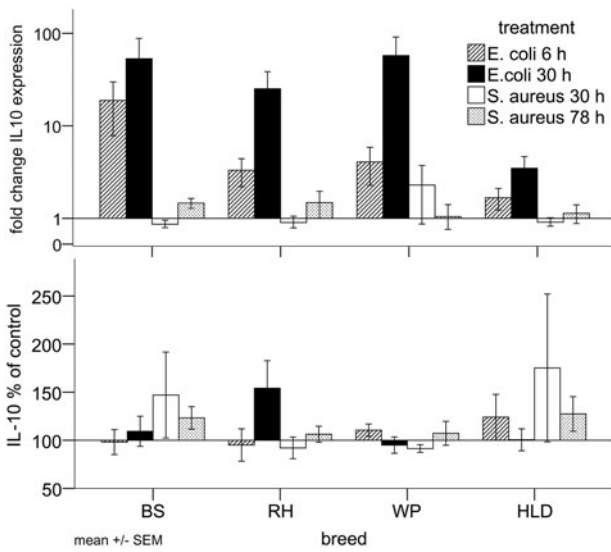 fold change IL10 expression
100
10
1
0
treatment
E. coli 6 h
E.coli 30 h
S. aureus 30 h
S. aureus 78 h
IL-10 % of control
250
200
150
100
50
BS RH WP HLD
mean +/- SEM breed